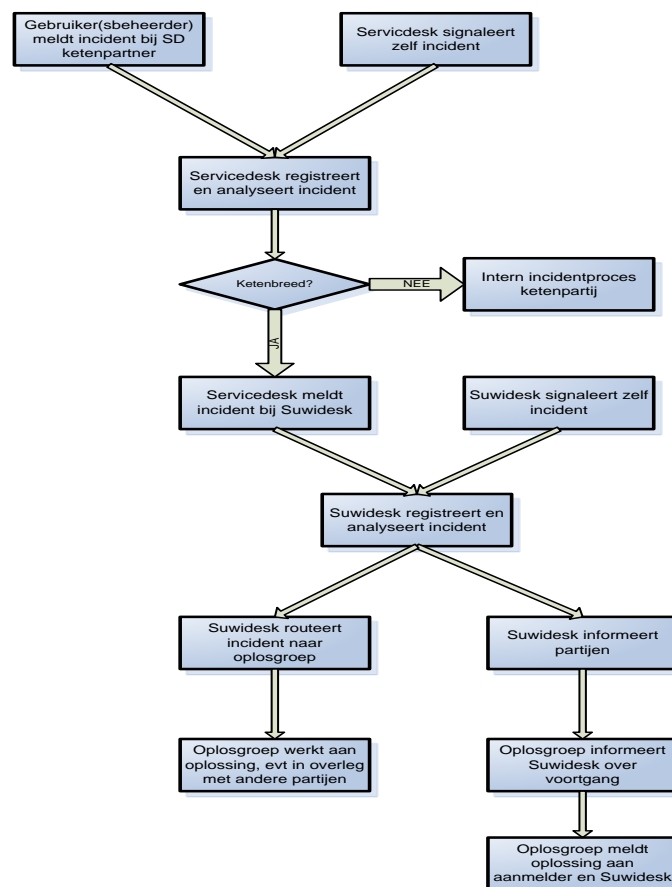 Gebruiker(sbeheerder)
meldt incident bij SD
ketenpartner
Servicdesk signaleert
zelf incident
Servicedesk registreert
en analyseert incident
Ketenbreed?
NEE
Intern incidentproces
ketenpartij
JA
Servicedesk meldt
incident bij Suwidesk
Suwidesk signaleert zelf
incident
Suwidesk registreert en
analyseert incident
Suwidesk routeert
incident naar
oplosgroep
Suwidesk informeert
partijen
Oplosgroep werkt aan
oplossing, evt in overleg
met andere partijen
Oplosgroep informeert
Suwidesk over
voortgang
Oplosgroep meldt
oplossing aan
aanmelder en Suwidesk